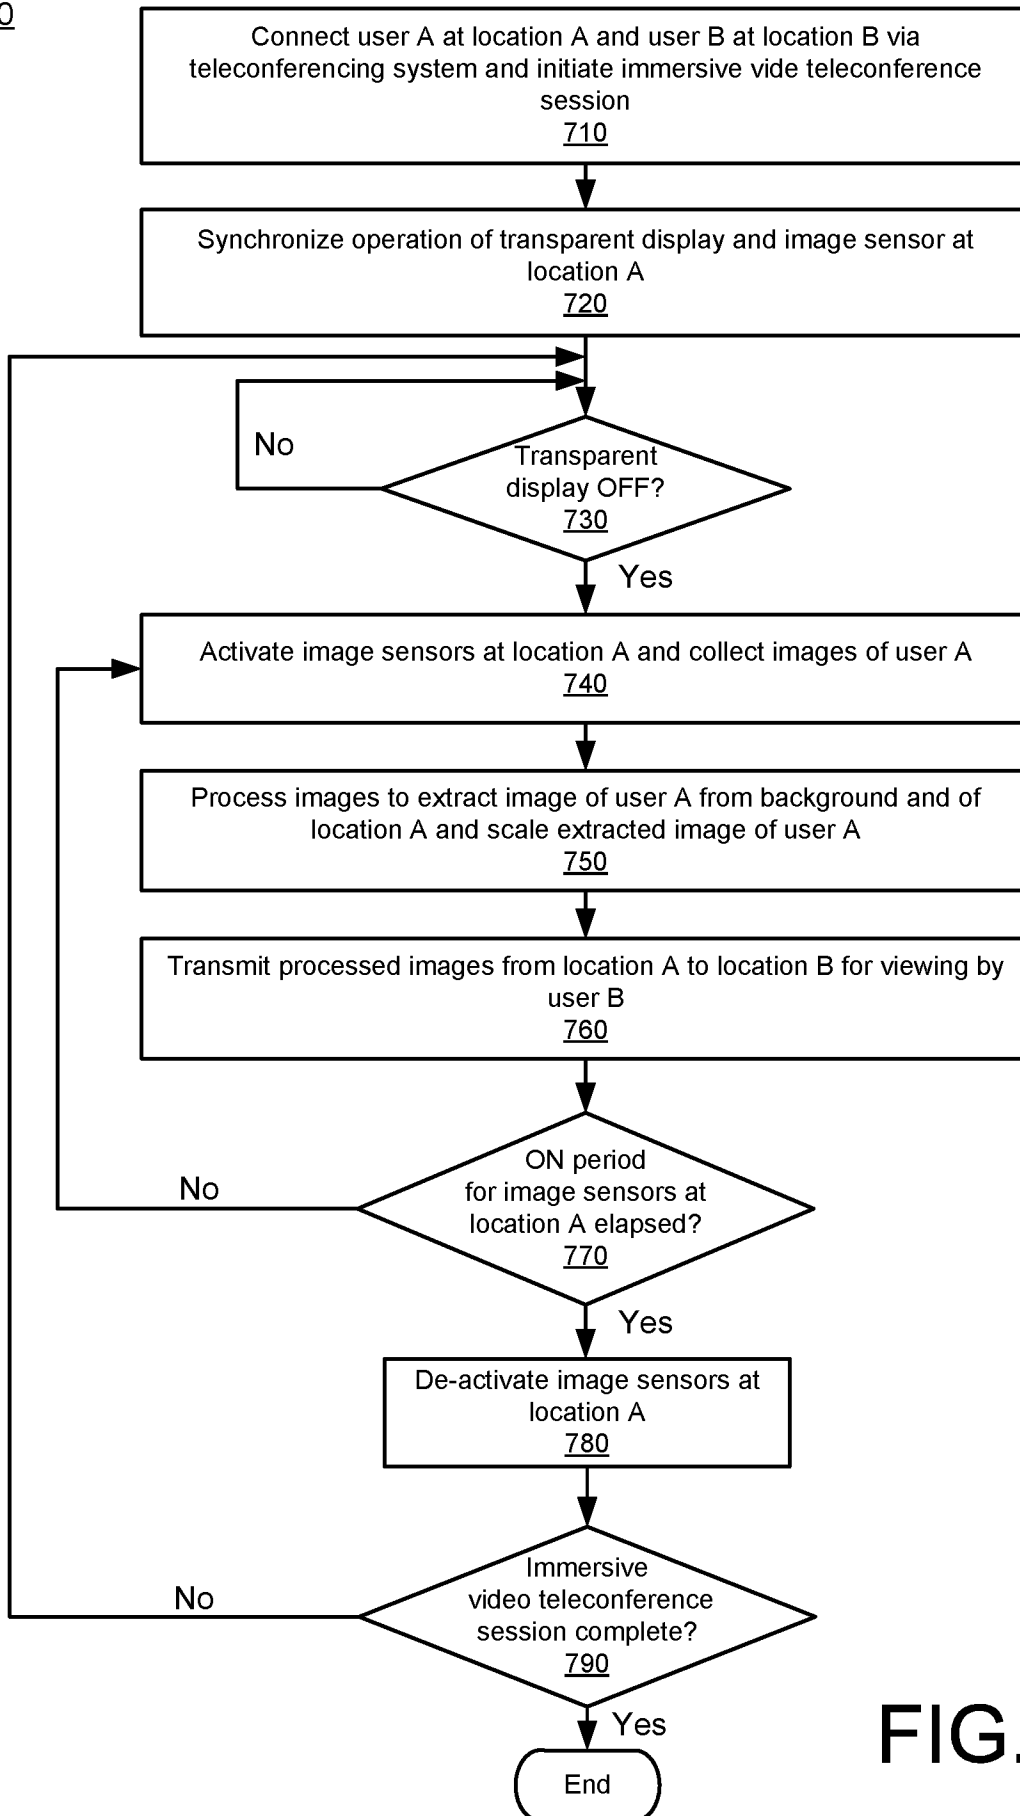 0
Connect user A at location A and user B at location B via
teleconferencing system and initiate immersive vide teleconference
session
710
Synchronize operation of transparent display and image sensor at
location A
720
No
Transparent
display OFF?
730
Yes
Activate image sensors at location A and collect images of user A
740
Process images to extract image of user A from background and of
location A and scale extracted image of user A
750
Transmit processed images from location A to location B for viewing by
user B
760
ON period
for image sensors at
location A elapsed?
770
No
Yes
De-activate image sensors at
location A
780
Immersive
video teleconference
session complete?
790
No
Yes
End
FIG.